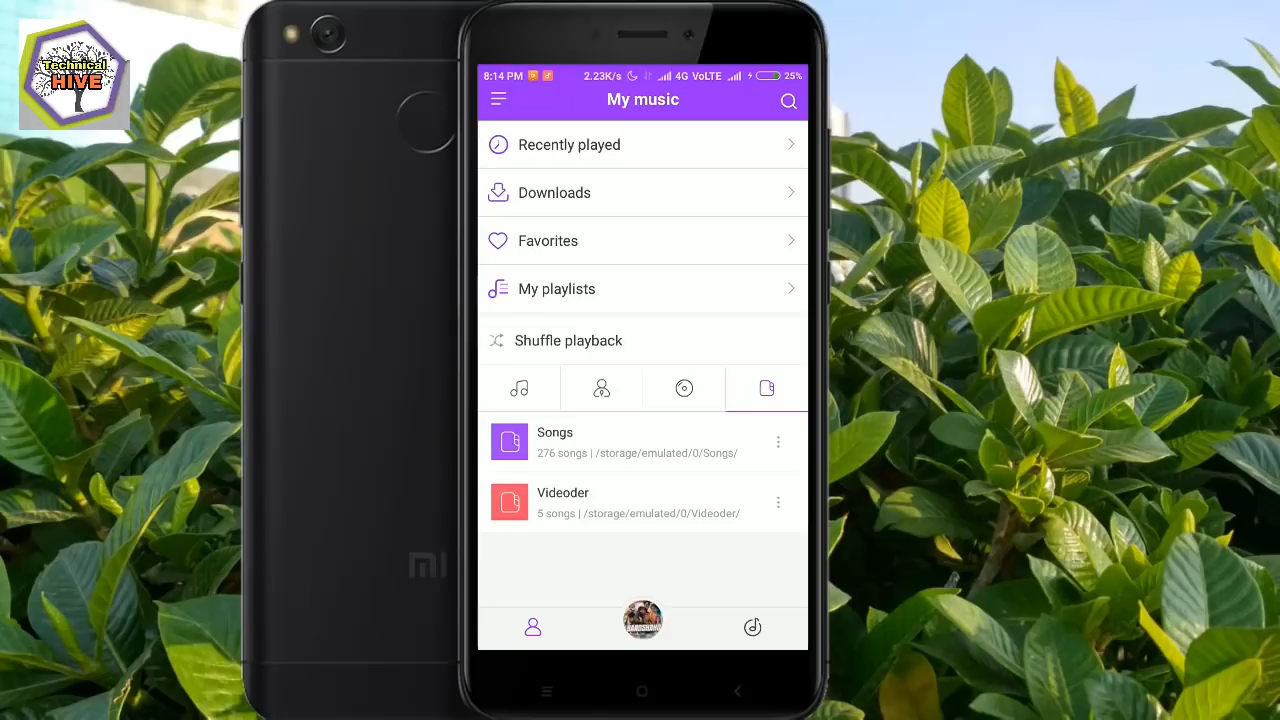 Technical
HIVE
8:14 PM 2.23K/s 4G VoLTE 25%
My music
Recently played
Downloads
Favorites
My playlists
Shuffle playback
Songs
276 songs | /storage/emulated/0/Songs/
Videoder
5 songs | /storage/emulated/0/Videoder/
MI